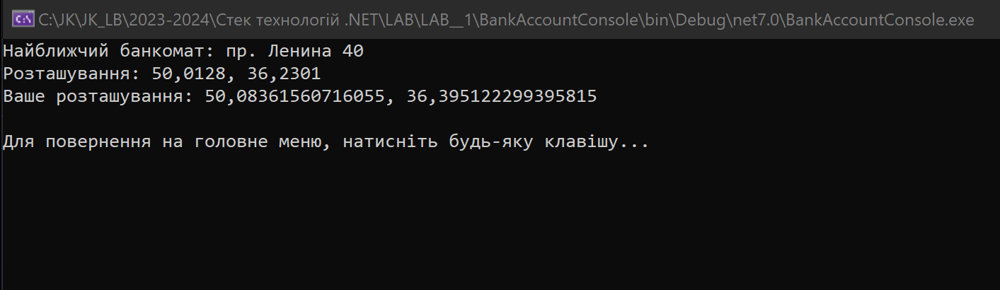 C:\JK\JK_LB\2023-2024\Стек технологій .NET\LAB\LAB__1\BankAccountConsole\bin\Debug\net7.0\BankAccountConsole.exe
Найближчий банкомат: пр. Ленина 40
Розташування: 50,0128, 36,2301
Ваше розташування: 50,08361560716055, 36,395122299395815
Для повернення на головне меню, натисніть будь-яку клавішу...